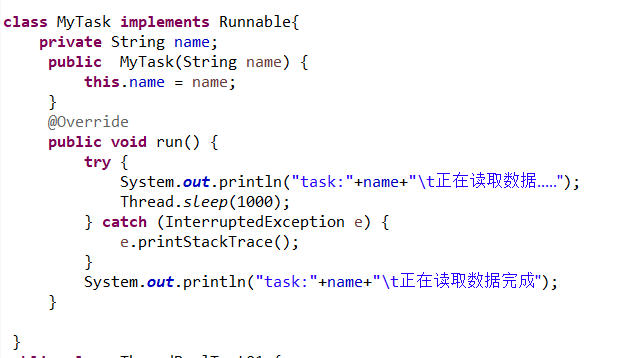 class MyTask implements Runnable{
private String name;
public MyTask(String name) {
this.name = name;
}
@Override
public void run() {
try {
System.out.println("task:"+name+"\t正在读取数据.....");
Thread.sleep(1000);
} catch (InterruptedException e) {
e.printStackTrace();
}
System.out.println("task:"+name+"\t正在读取数据完成");
}
}